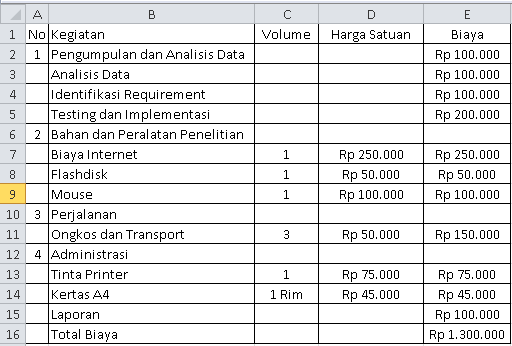 A B C D E
1 No Kegiatan Volume Harga Satuan Biaya
2 1 Pengumpulan dan Analisis Data Rp 100.000
3 Analisis Data Rp 100.000
4 Identifikasi Requirement Rp 100.000
5 Testing dan Implementasi Rp 200.000
6 2 Bahan dan Peralatan Penelitian
7 Biaya Internet 1 Rp 250.000 Rp 250.000
8 Flashdisk 1 Rp 50.000 Rp 50.000
9 Mouse 1 Rp 100.000 Rp 100.000
10 3 Perjalanan
11 Ongkos dan Transport 3 Rp 50.000 Rp 150.000
12 4 Administrasi
13 Tinta Printer 1 Rp 75.000 Rp 75.000
14 Kertas A4 1 Rim Rp 45.000 Rp 45.000
15 Laporan Rp 100.000
16 Total Biaya Rp 1.300.000